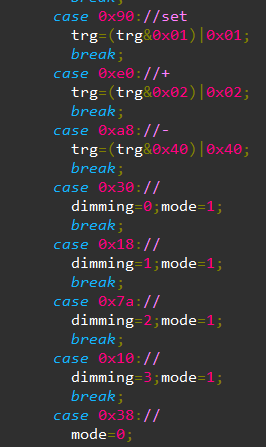 break;
case 0x90://set
trg=(trg&0x01)|0x01;
break;
case 0xe0://+
trg=(trg&0x02)|0x02;
break;
case 0xa8://-
trg=(trg&0x40)|0x40;
break;
case 0x30://
dimming=0;mode=1;
break;
case 0x18://
dimming=1;mode=1;
break;
case 0x7a://
dimming=2;mode=1;
break;
case 0x10://
dimming=3;mode=1;
break;
case 0x38://
mode=0;